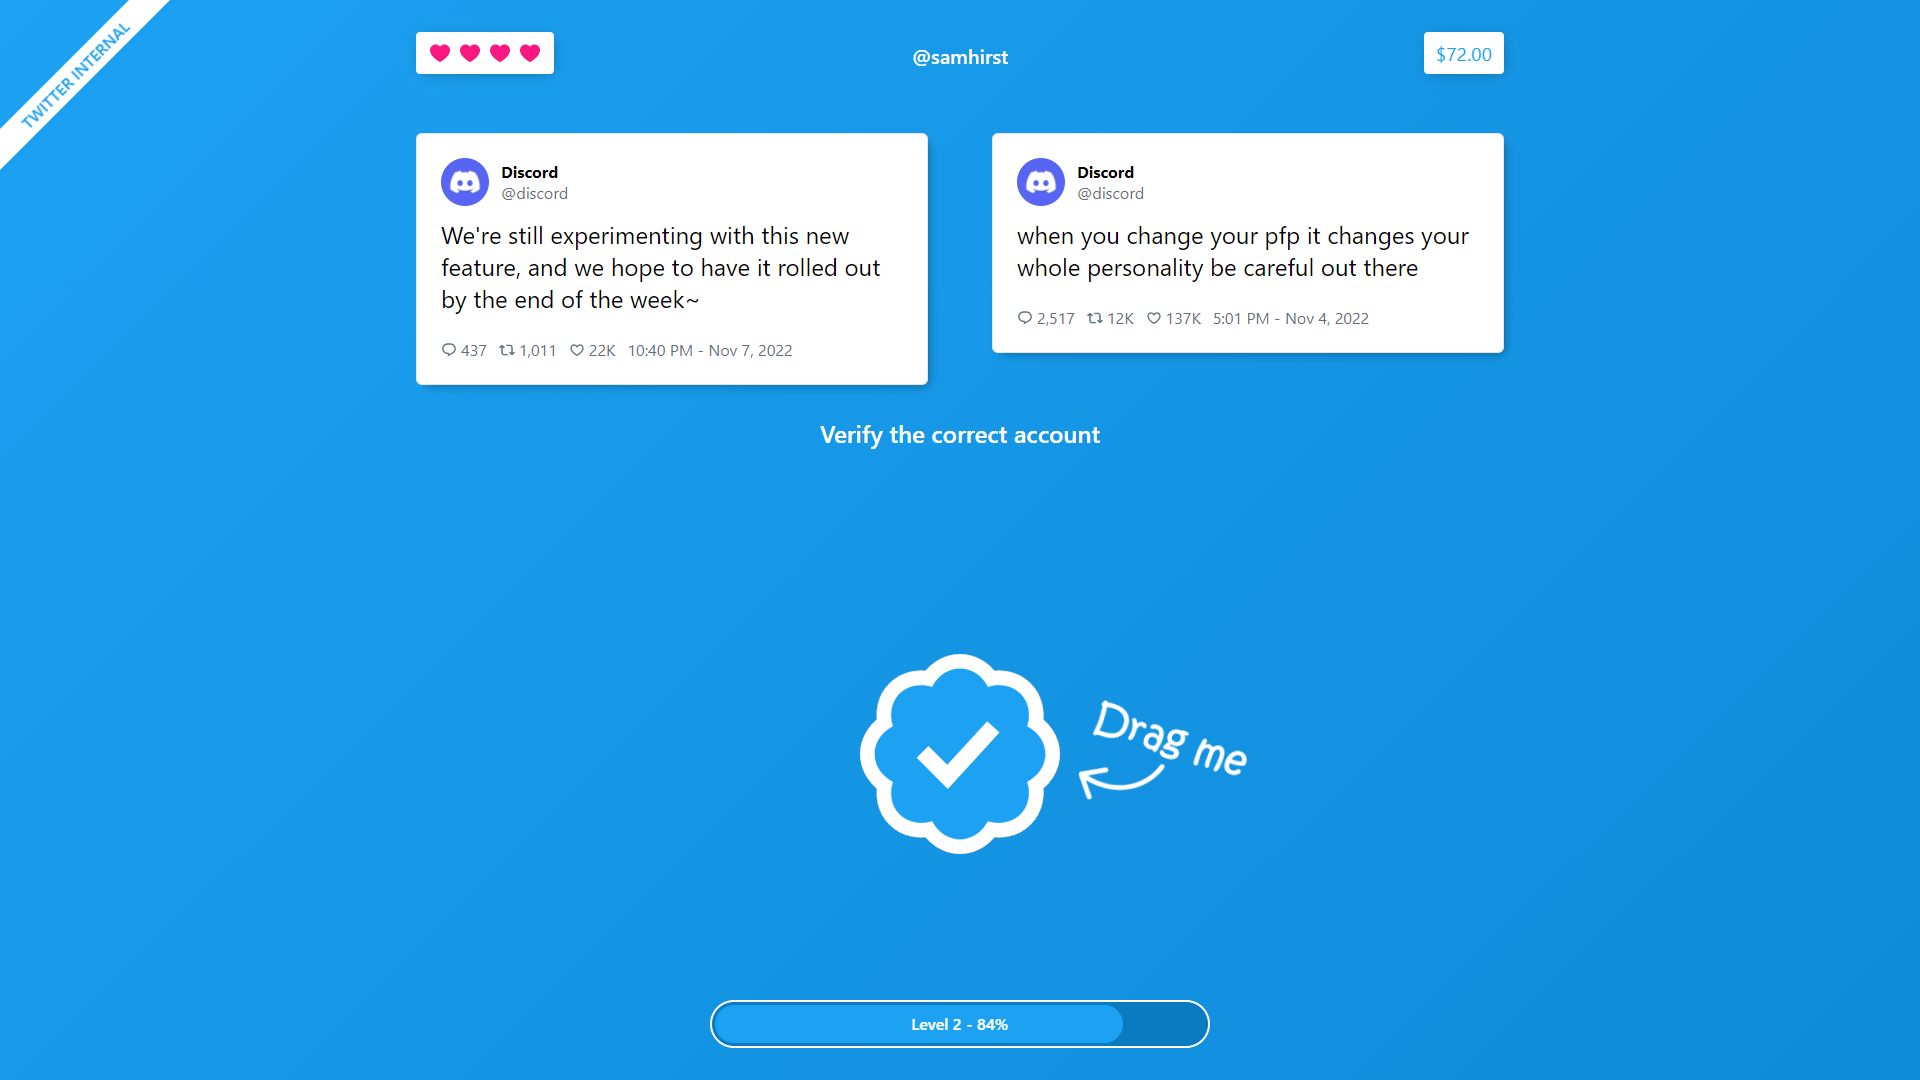 TWITTER INTERNAL
@samhirst
$72.00
Discord
@discord
We're still experimenting with this new
feature, and we hope to have it rolled out
by the end of the week~
437 1,011 22K 10:40 PM - Nov 7, 2022
Discord
@discord
when you change your pfp it changes your
whole personality be careful out there
2,517 12K 137K 5:01 PM - Nov 4, 2022
Verify the correct account
Drag me
Level 2 - 84%